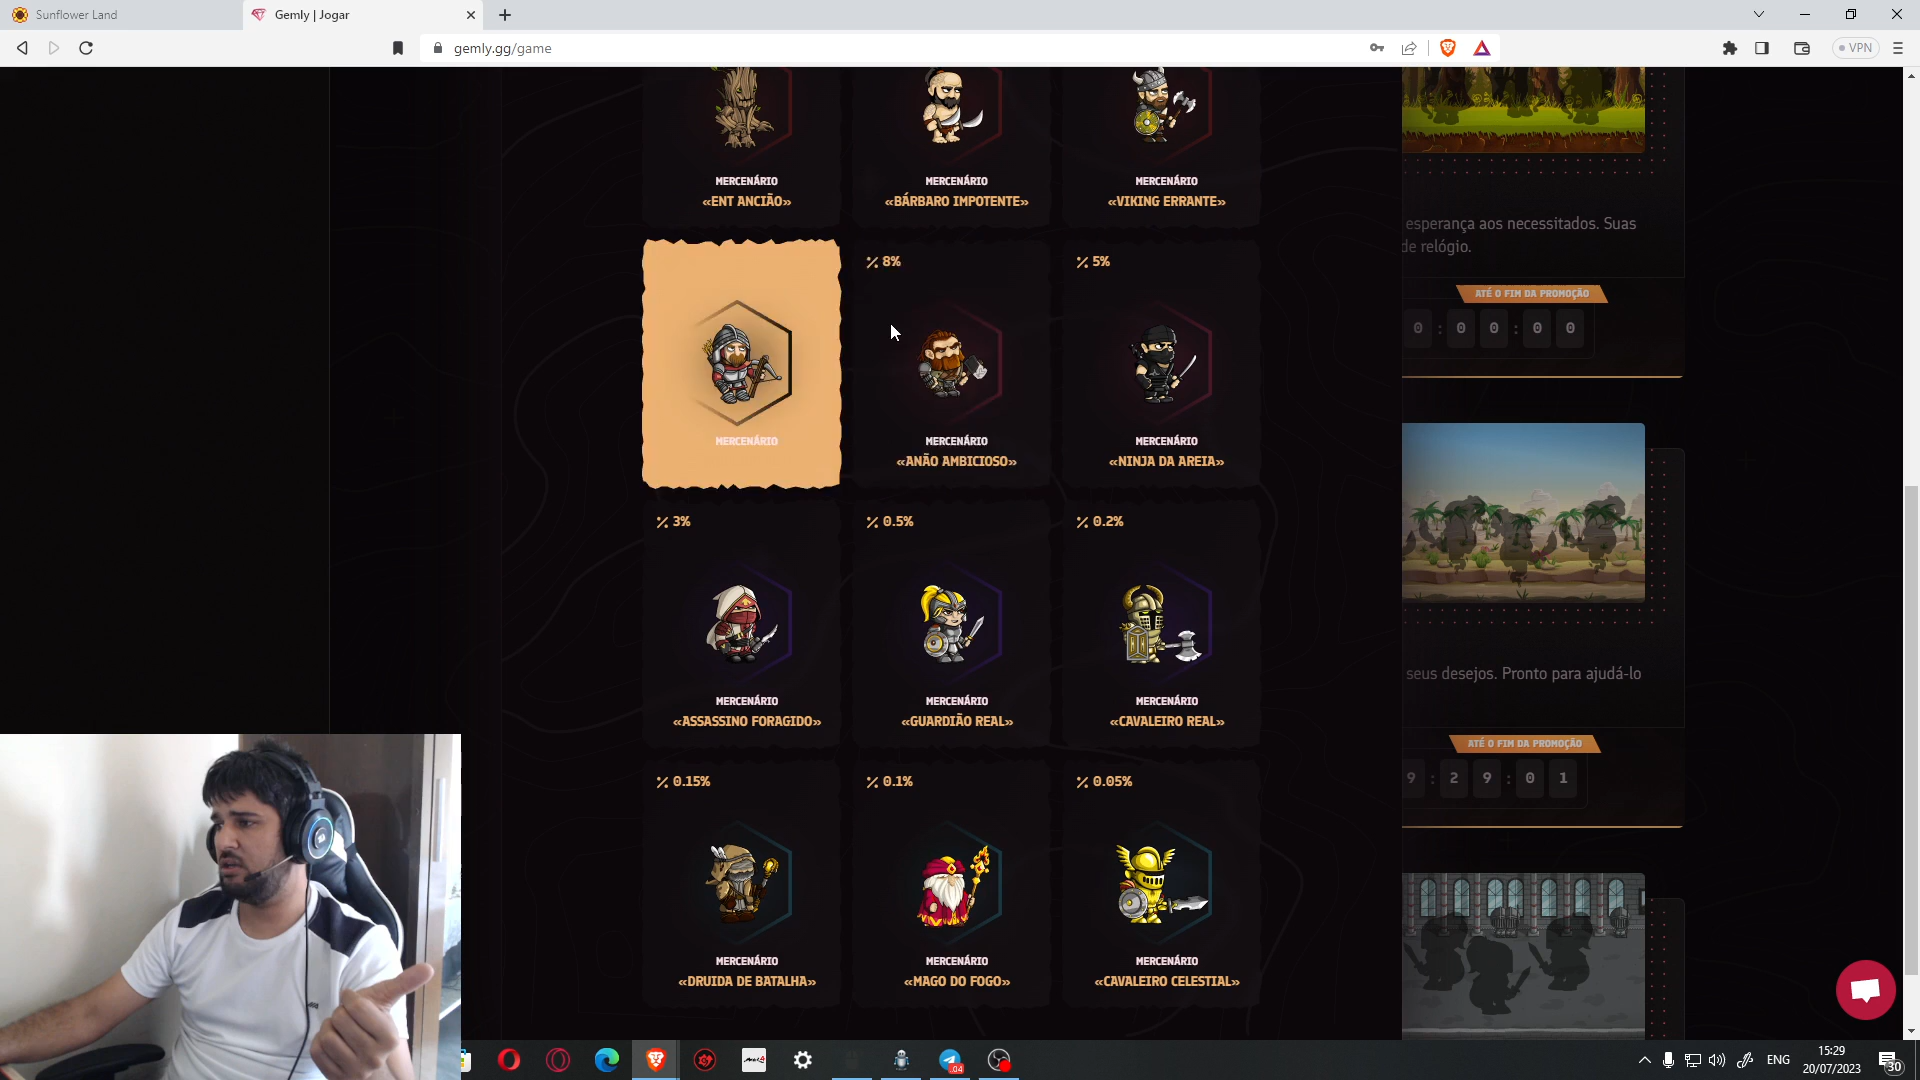 Sunflower Land
Gemly | Jogar
gemly.gg/game
VPN
MERCENÁRIO
«ENT ANCIÃO»
MERCENÁRIO
«BÁRBARO IMPOTENTE»
MERCENÁRIO
«VIKING ERRANTE»
esperança aos necessitados. Suas
de relógio.
ATÉ O FIM DA PROMOÇÃO
0 : 0 0 : 0 0
MERCENÁRIO
8%
MERCENÁRIO
«ANÃO AMBICIOSO»
5%
MERCENÁRIO
«NINJA DA AREIA»
3%
MERCENÁRIO
«ASSASSINO FORAGIDO»
0.5%
MERCENÁRIO
«GUARDIÃO REAL»
0.2%
MERCENÁRIO
«CAVALEIRO REAL»
seus desejos. Pronto para ajudá-lo
ATÉ O FIM DA PROMOÇÃO
9 : 2 9 : 0 1
0.15%
MERCENÁRIO
«DRUIDA DE BATALHA»
0.1%
MERCENÁRIO
«MAGO DO FOGO»
0.05%
MERCENÁRIO
«CAVALEIRO CELESTIAL»
.04
ENG
15:29
20/07/2023
30